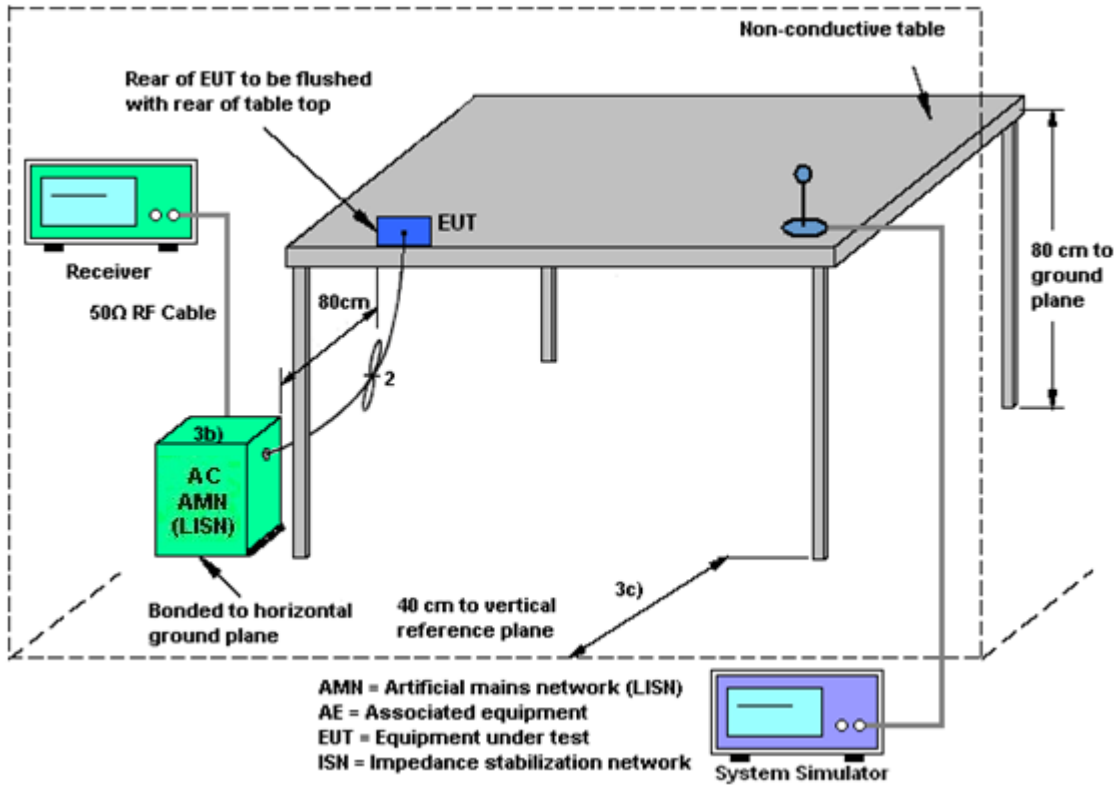 Non-conductive table
Rear of EUT to be flushed
with rear of table top
EUT
Receiver
80cm
80 cm to
ground
plane
50Ω RF Cable
2
3b)
AC
AMN
(LISN)
3c)
Bonded to horizontal
ground plane
40 cm to vertical
reference plane
AMN = Artificial mains network (LISN)
AE = Associated equipment
EUT = Equipment under test
ISN = Impedance stabilization network
System Simulator